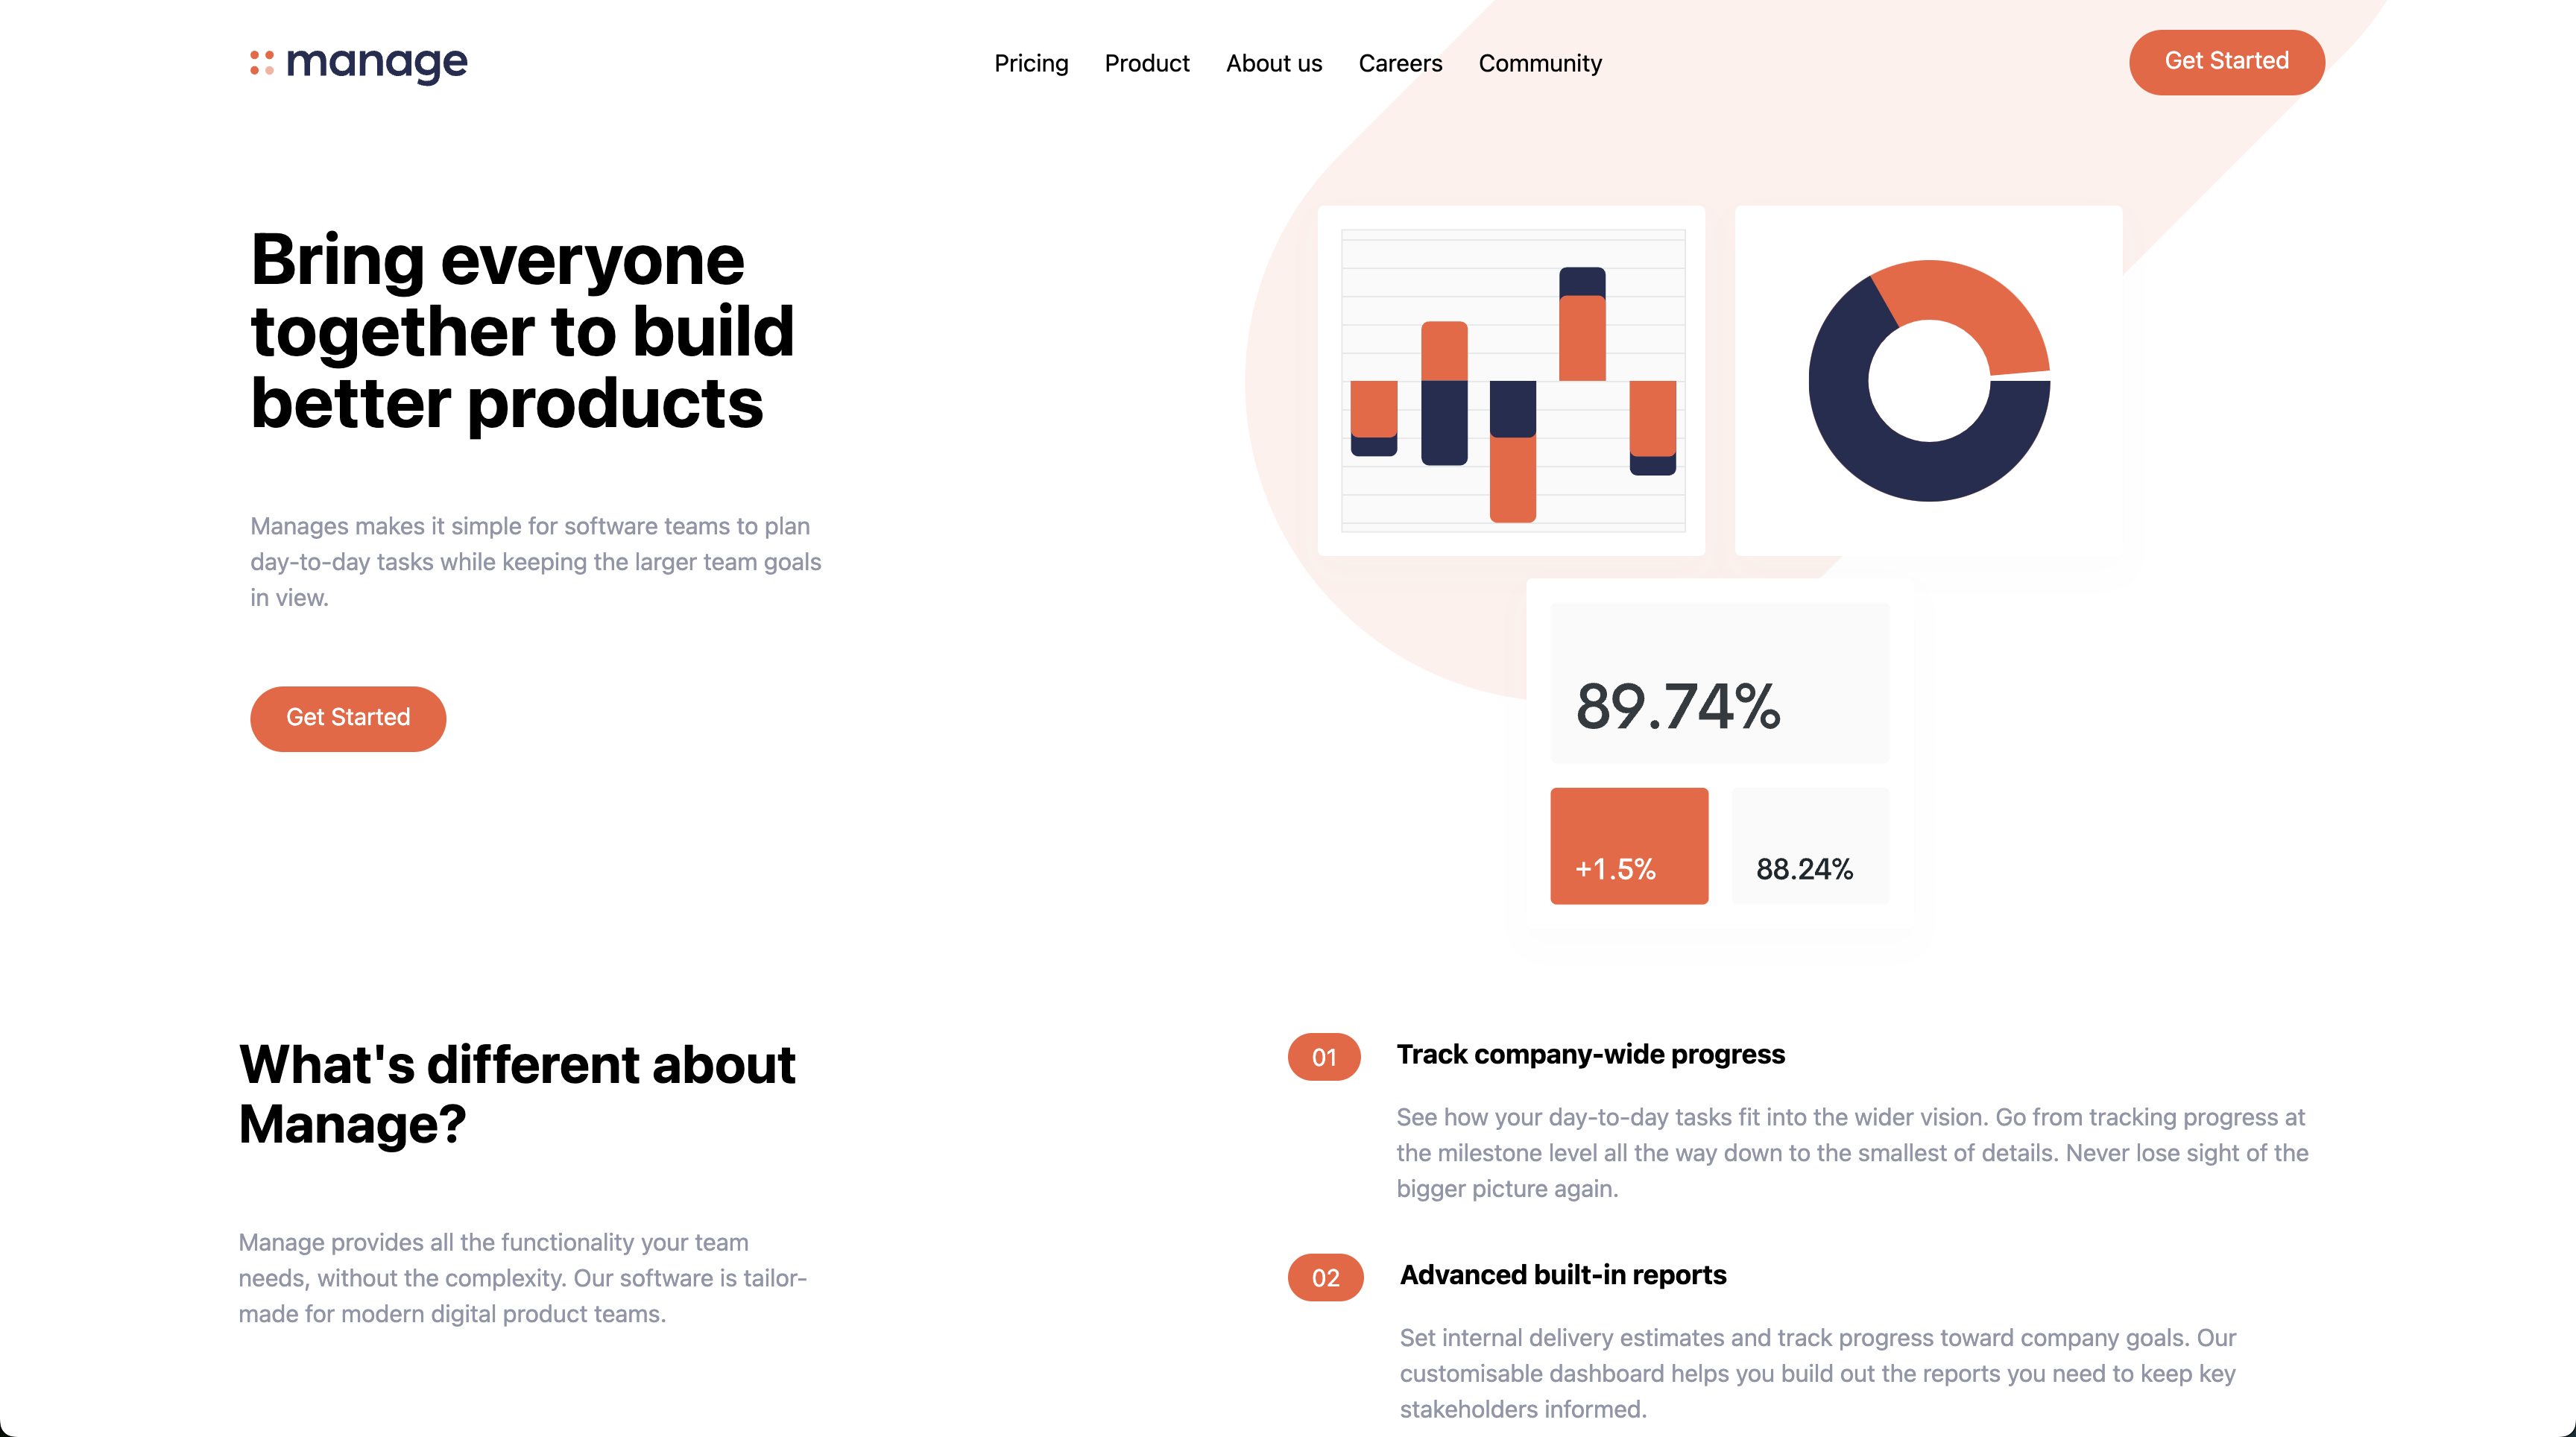 manage
Pricing Product About us Careers Community
Get Started
Bring everyone
together to build
better products
Manages makes it simple for software teams to plan
day-to-day tasks while keeping the larger team goals
in view.
Get Started
89.74%
+1.5%
88.24%
What's different about
Manage?
Manage provides all the functionality your team
needs, without the complexity. Our software is tailor-
made for modern digital product teams.
01
Track company-wide progress
See how your day-to-day tasks fit into the wider vision. Go from tracking progress at
the milestone level all the way down to the smallest of details. Never lose sight of the
bigger picture again.
02
Advanced built-in reports
Set internal delivery estimates and track progress toward company goals. Our
customisable dashboard helps you build out the reports you need to keep key
stakeholders informed.